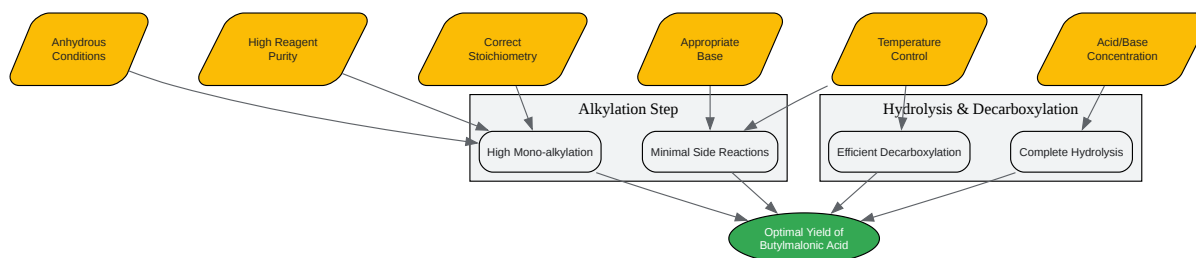 Anhydrous
Conditions
High Reagent
Purity
Correct
Stoichiometry
Appropriate
Base
Temperature
Control
Acid/Base
Concentration
Alkylation Step
Hydrolysis & Decarboxylation
High Mono-alkylation
Minimal Side Reactions
Efficient Decarboxylation
Complete Hydrolysis
Optimal Yield of
Butylmalonic Acid